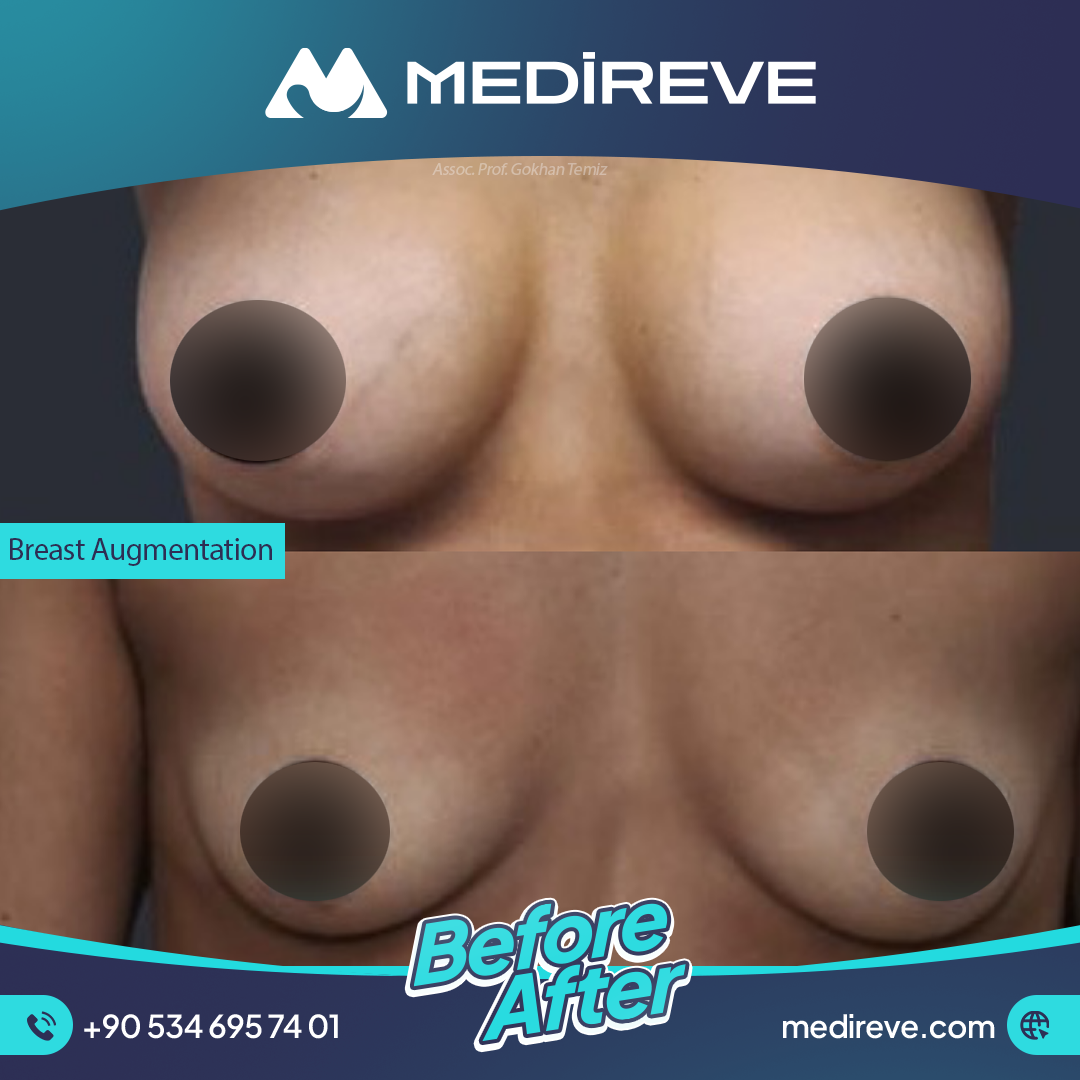 MEDİREVE
Assoc. Prof. Gokhan Temiz
Breast Augmentation
Before
After
+90 534 695 74 01
medireve.com